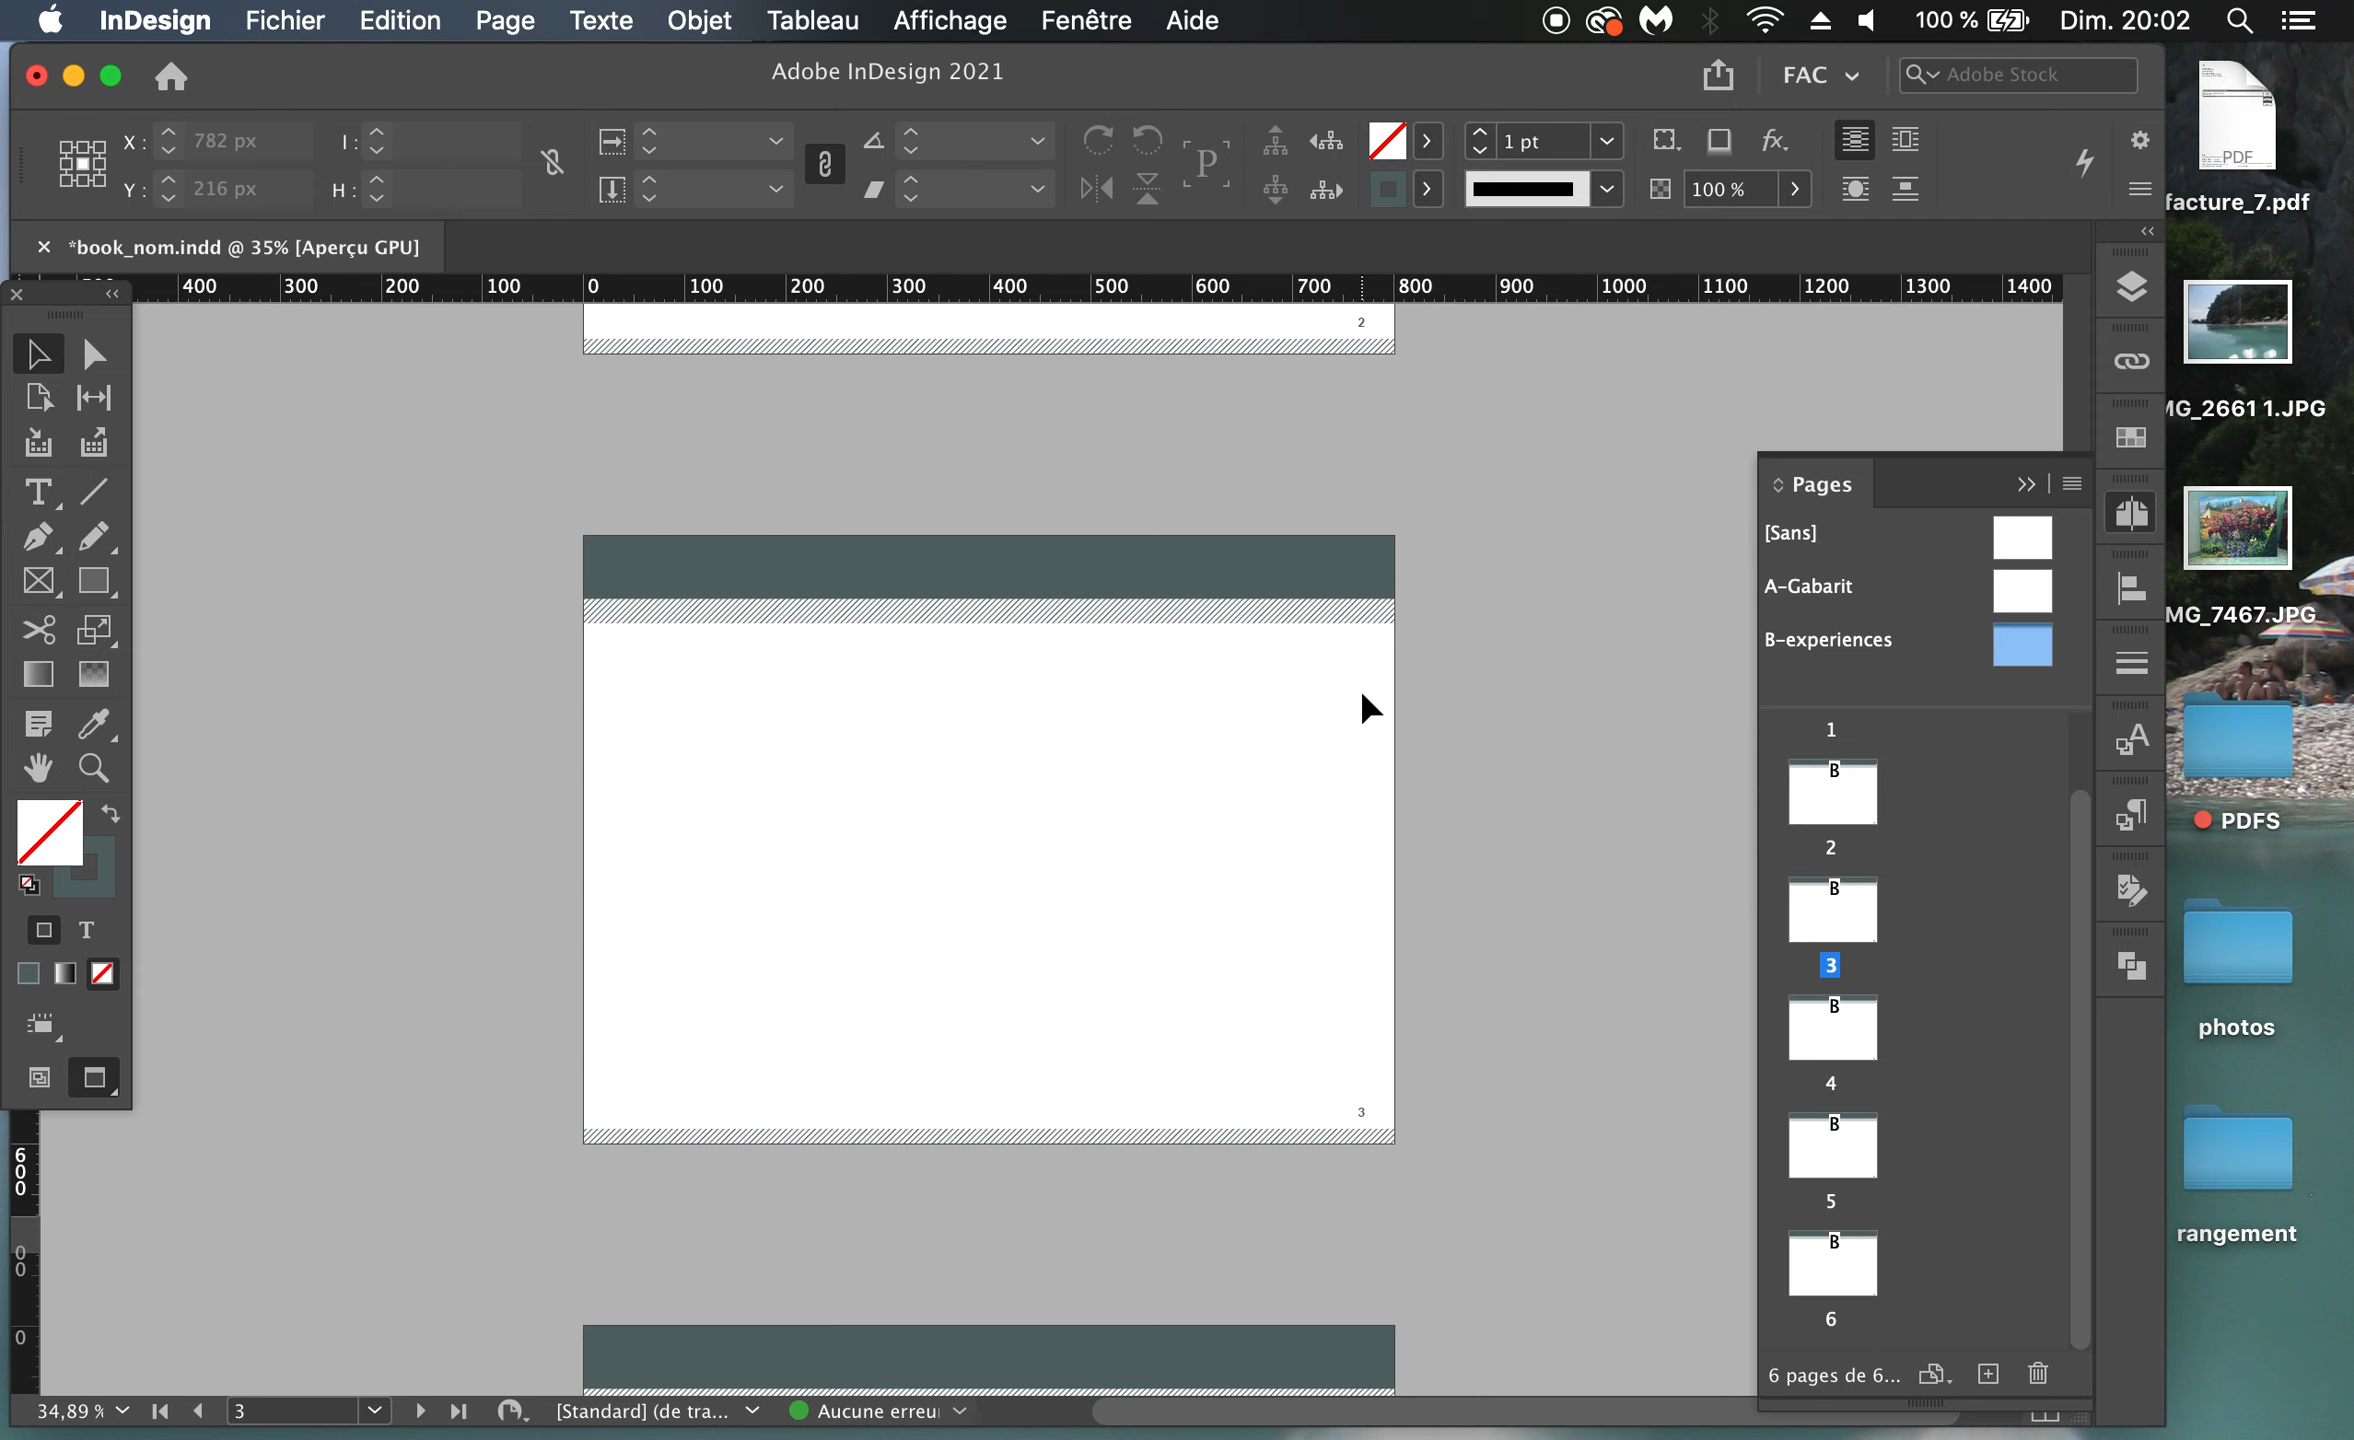 InDesign Fichier Edition Page Texte Objet Tableau Affichage Fenêtre Aide 100 % Dim. 20:02
Adobe InDesign 2021 FAC Adobe Stock
X : 782 px I : 1 pt
Y : 216 px H : 100 %
*book_nom.indd @ 35% [Aperçu GPU]
400 300 200 100 0 100 200 300 400 500 600 700 800 900 1000 1100 1200 1300 1400
2
3
600
0
Pages
[Sans]
A-Gabarit
B-experiences
1
B
2
B
3
B
4
B
5
B
6
6 pages de 6...
34,89 % 3 [Standard] (de tra... Aucune erreu
PDF
facture_7.pdf
MG_2661 1.JPG
MG_7467.JPG
PDFS
photos
rangement